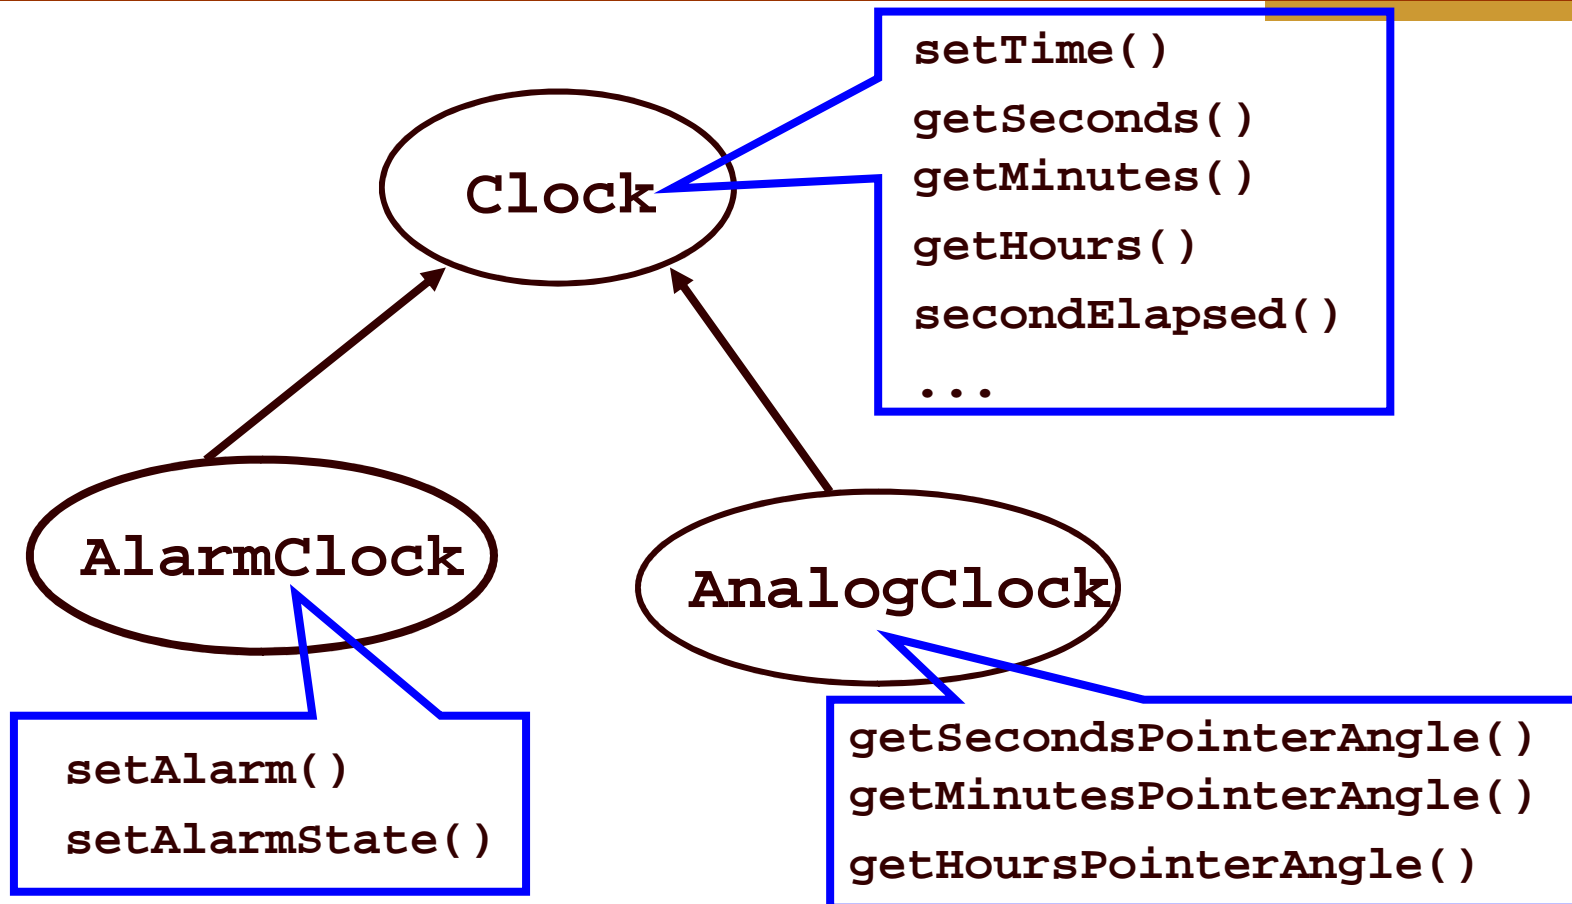 setTime()
getSeconds()
getMinutes()
getHours()
secondElapsed()
...
Clock
AlarmClock
AnalogClock
setAlarm()
setAlarmState()
getSecondsPointerAngle()
getMinutesPointerAngle()
getHoursPointerAngle()